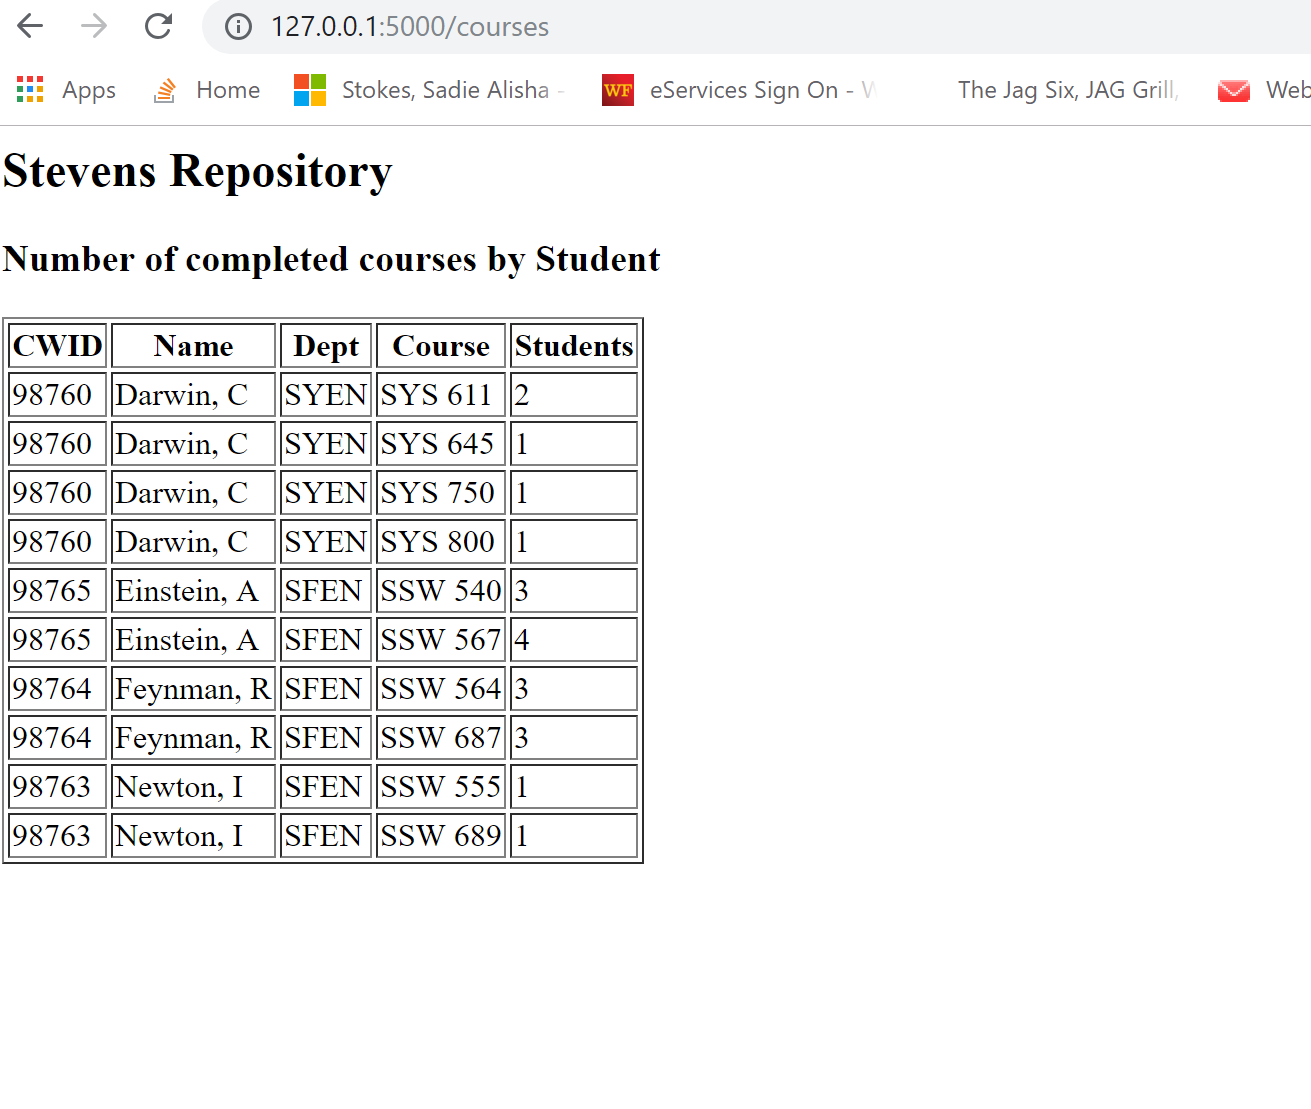 127.0.0.1:5000/courses
Apps Home Stokes, Sadie Alisha - WF eServices Sign On - W The Jag Six, JAG Grill, Web
Stevens Repository
Number of completed courses by Student
CWID Name Dept Course Students
98760 Darwin, C SYEN SYS 611 2
98760 Darwin, C SYEN SYS 645 1
98760 Darwin, C SYEN SYS 750 1
98760 Darwin, C SYEN SYS 800 1
98765 Einstein, A SFEN SSW 540 3
98765 Einstein, A SFEN SSW 567 4
98764 Feynman, R SFEN SSW 564 3
98764 Feynman, R SFEN SSW 687 3
98763 Newton, I SFEN SSW 555 1
98763 Newton, I SFEN SSW 689 1